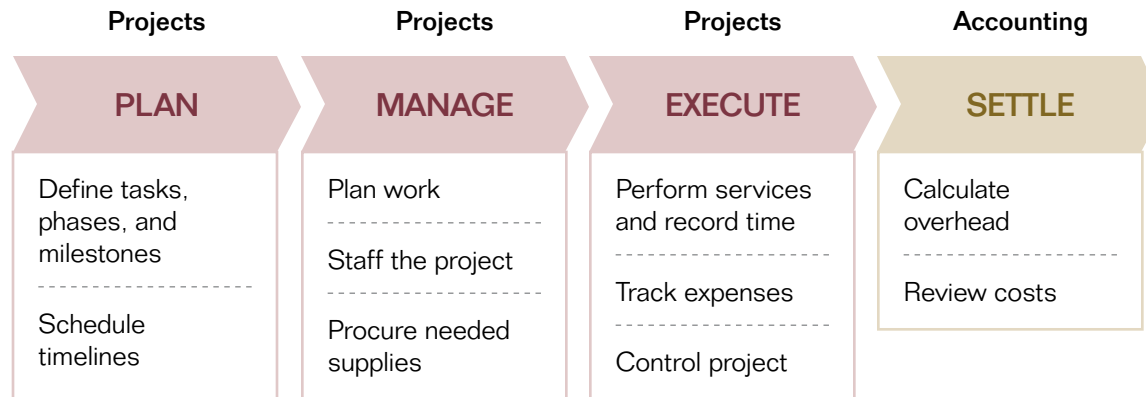 Projects
PLAN
Define tasks,
phases, and
milestones
Schedule
timelines
Projects
MANAGE
Plan work
Staff the project
Procure needed
supplies
Projects
EXECUTE
Perform services
and record time
Track expenses
Control project
Accounting
SETTLE
Calculate
overhead
Review costs